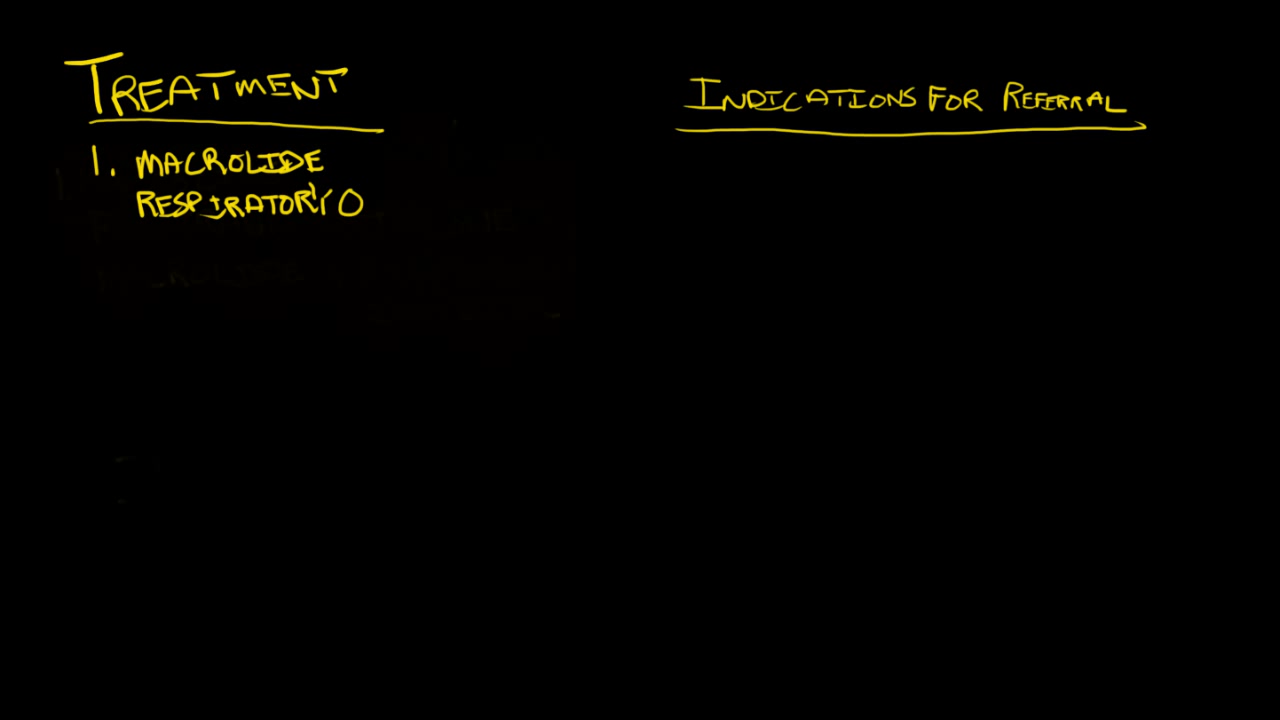 TREATMENT
INDICATIONS FOR REFERRAL
1. MACROLIDE
RESPIRATORY O